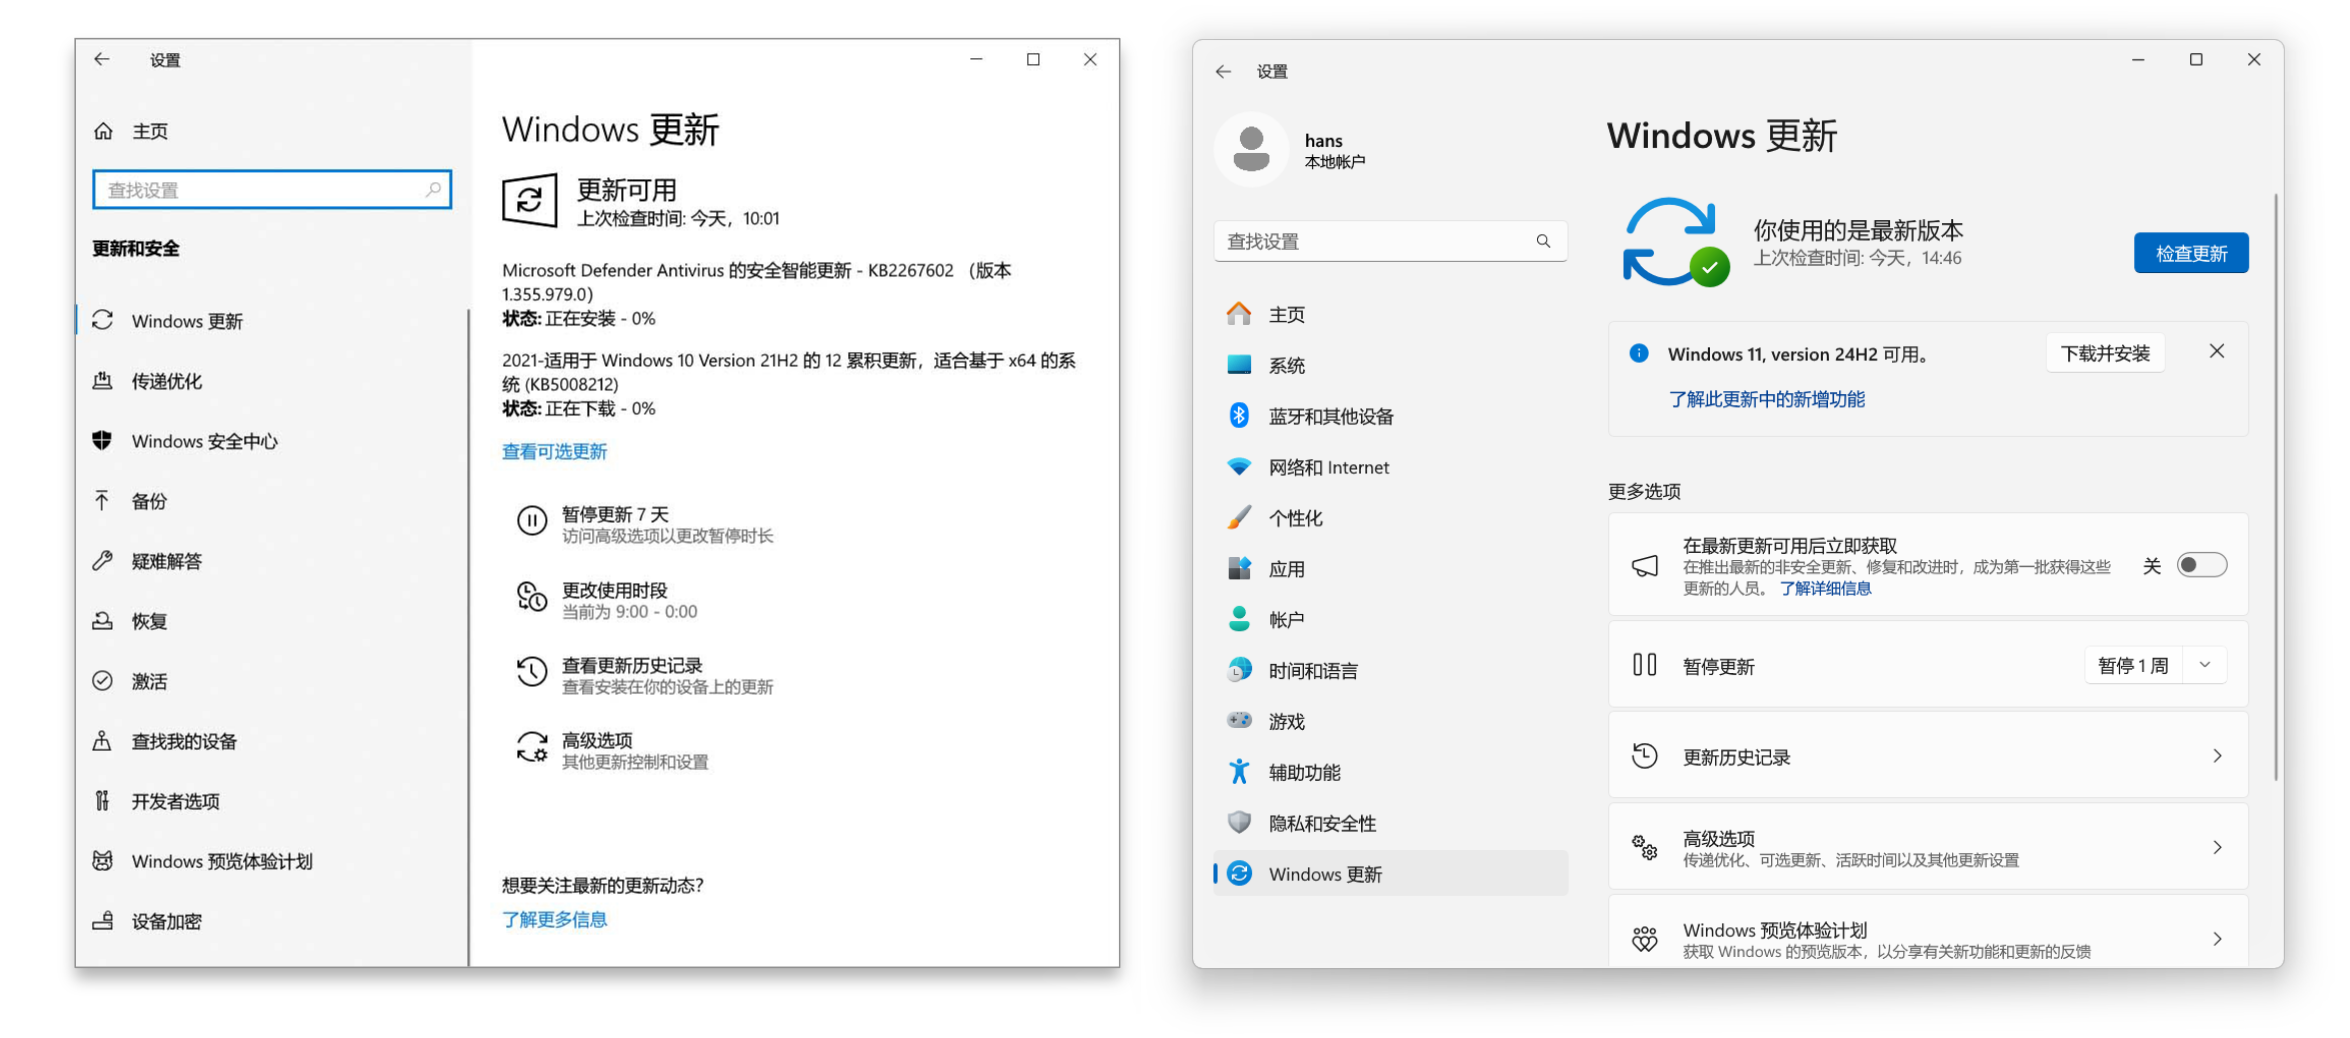 设置
主页
查找设置
更新和安全
Windows 更新
传递优化
Windows 安全中心
备份
疑难解答
恢复
激活
查找我的设备
开发者选项
Windows 预览体验计划
设备加密
Windows 更新
更新可用
上次检查时间: 今天，10:01
Microsoft Defender Antivirus 的安全智能更新 - KB2267602 （版本
1.355.979.0）
状态: 正在安装 - 0%
2021-适用于 Windows 10 Version 21H2 的 12 累积更新，适合基于 x64 的系
统 (KB5008212)
状态: 正在下载 - 0%
查看可选更新
暂停更新 7 天
访问高级选项以更改暂停时长
更改使用时段
当前为 9:00 - 0:00
查看更新历史记录
查看安装在你的设备上的更新
高级选项
其他更新控制和设置
想要关注最新的更新动态?
了解更多信息
设置
hans
本地帐户
查找设置
主页
系统
蓝牙和其他设备
网络和 Internet
个性化
应用
帐户
时间和语言
游戏
辅助功能
隐私和安全性
Windows 更新
Windows 更新
你使用的是最新版本
上次检查时间: 今天，14:46
检查更新
Windows 11, version 24H2 可用。
下载并安装
了解此更新中的新增功能
更多选项
在最新更新可用后立即获取
在推出最新的非安全更新、修复和改进时，成为第一批获得这些
更新的人员。 了解详细信息
关
暂停更新
暂停 1 周
更新历史记录
高级选项
传递优化、可选更新、活跃时间以及其他更新设置
Windows 预览体验计划
获取 Windows 的预览版本，以分享有关新功能和更新的反馈